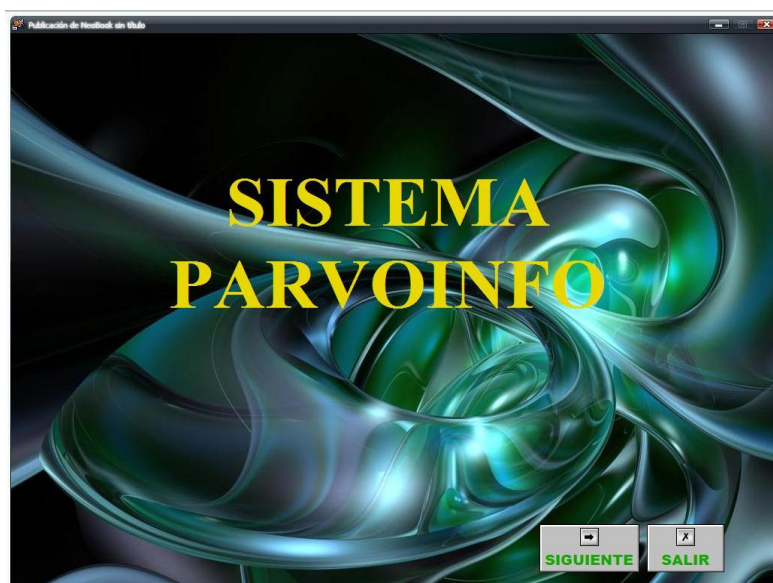 Publicación de NeoBook sin título
SISTEMA
PARVOINFO
SIGUIENTE
X
SALIR